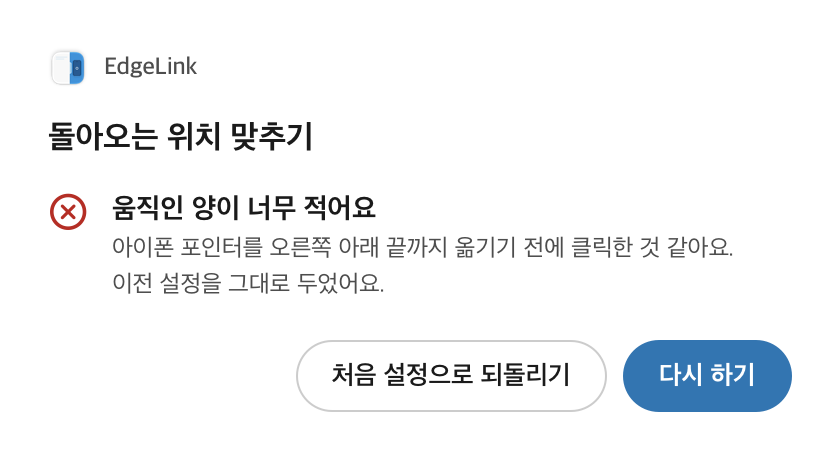 EdgeLink
돌아오는 위치 맞추기
움직인 양이 너무 적어요
아이폰 포인터를 오른쪽 아래 끝까지 옮기기 전에 클릭한 것 같아요.
이전 설정을 그대로 두었어요.
처음 설정으로 되돌리기
다시 하기